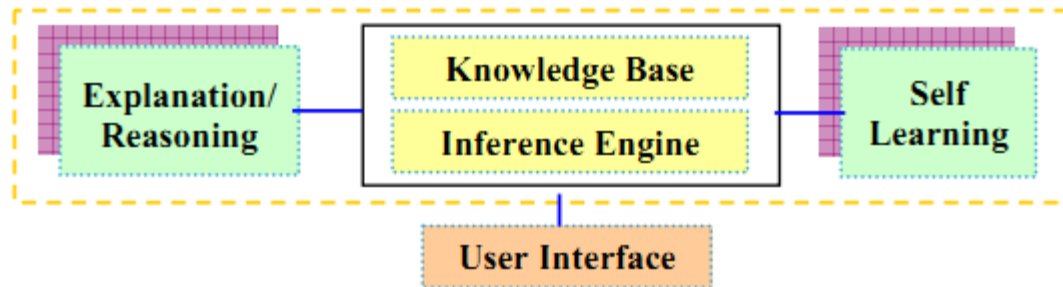 Explanation/
Reasoning
Knowledge Base
Inference Engine
Self
Learning
User Interface